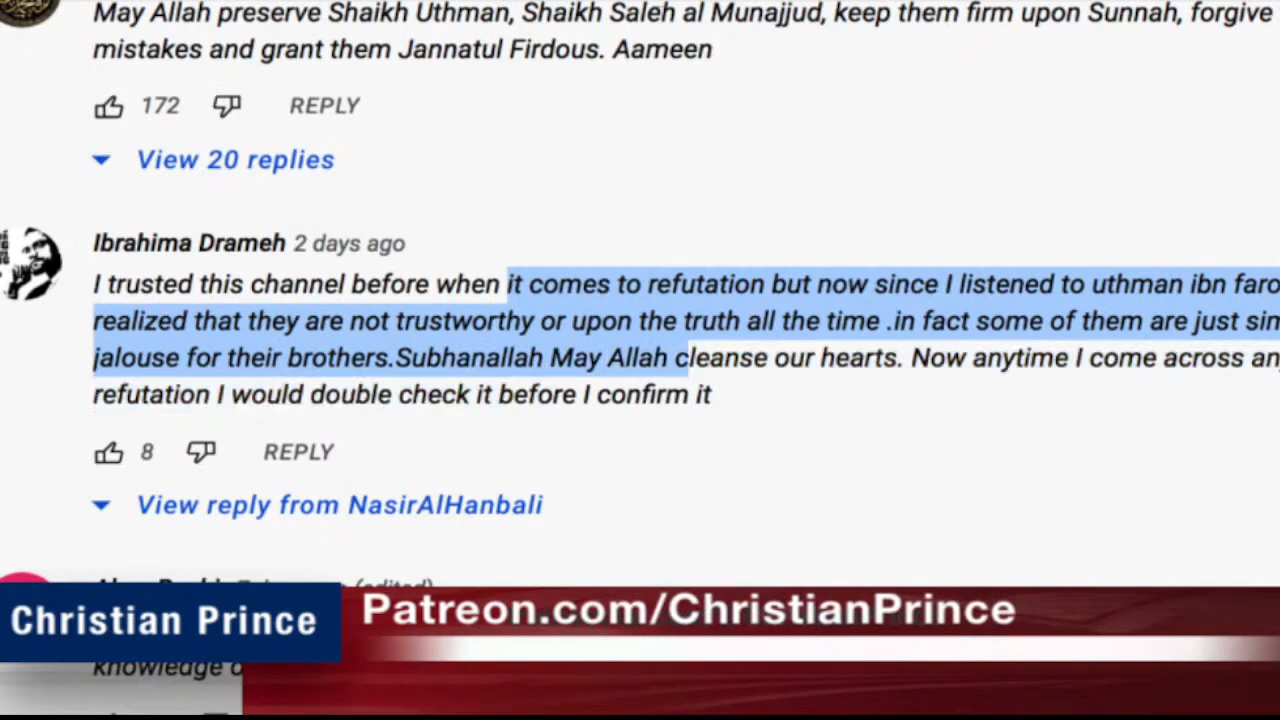 May Allah preserve Shaikh Uthman, Shaikh Saleh al Munajjud, keep them firm upon Sunnah, forgive
mistakes and grant them Jannatul Firdous. Aameen
172 REPLY
View 20 replies
Ibrahima Drameh 2 days ago
I trusted this channel before when it comes to refutation but now since I listened to uthman ibn faro
realized that they are not trustworthy or upon the truth all the time .in fact some of them are just sin
jalouse for their brothers.Subhanallah May Allah cleanse our hearts. Now anytime I come across an
refutation I would double check it before I confirm it
8 REPLY
View reply from NasirAlHanbali
(edited)
Christian Prince
Patreon.com/ChristianPrince
knowledge